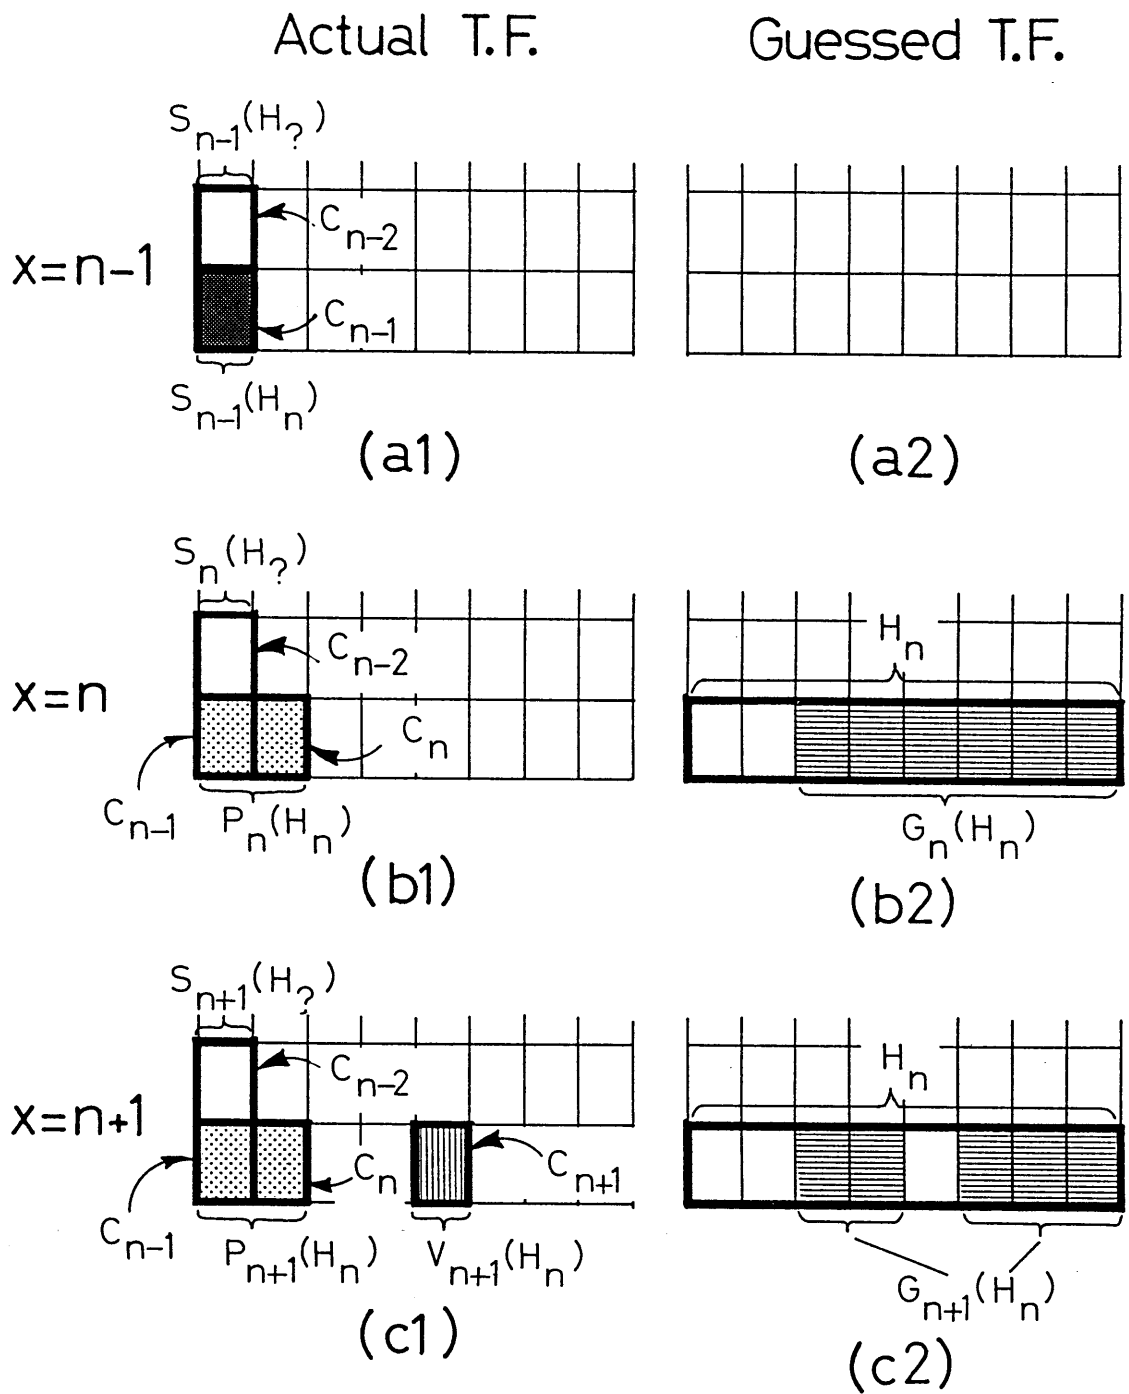 Actual T.F. Guessed T.F.
S_{n-1}(H_?)
C_{n-2}
x=n-1
C_{n-1}
S_{n-1}(H_n)
(a1) (a2)
S_n(H_?)
C_{n-2} H_n
x=n
C_n
C_{n-1} P_n(H_n) G_n(H_n)
(b1) (b2)
S_{n+1}(H_?)
C_{n-2} H_n
x=n+1
C_n C_{n+1}
C_{n-1} P_{n+1}(H_n) V_{n+1}(H_n)
G_{n+1}(H_n)
(c1) (c2)